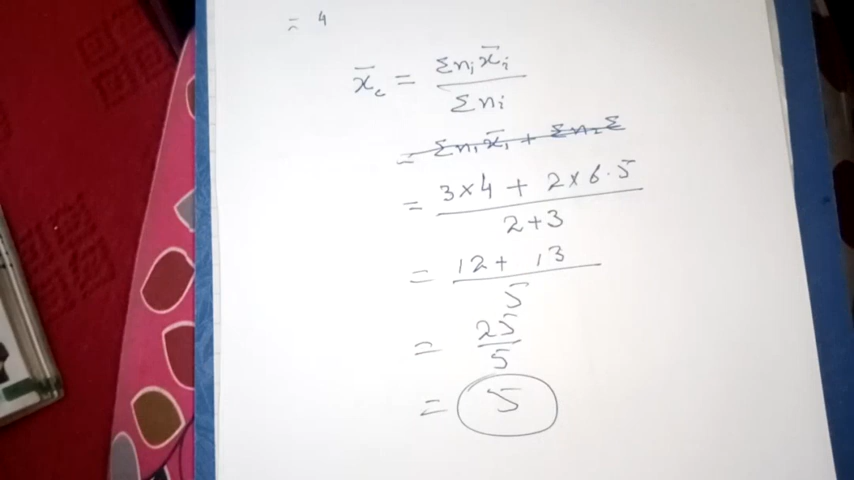 = 4
x̄c = Σnᵢx̄ᵢ / Σnᵢ
= Σn₁x̄₁ + Σn₂Σ
= 3×4 + 2×6.5 / 2+3
= 12+ 13 / 5
= 25 / 5
= 5